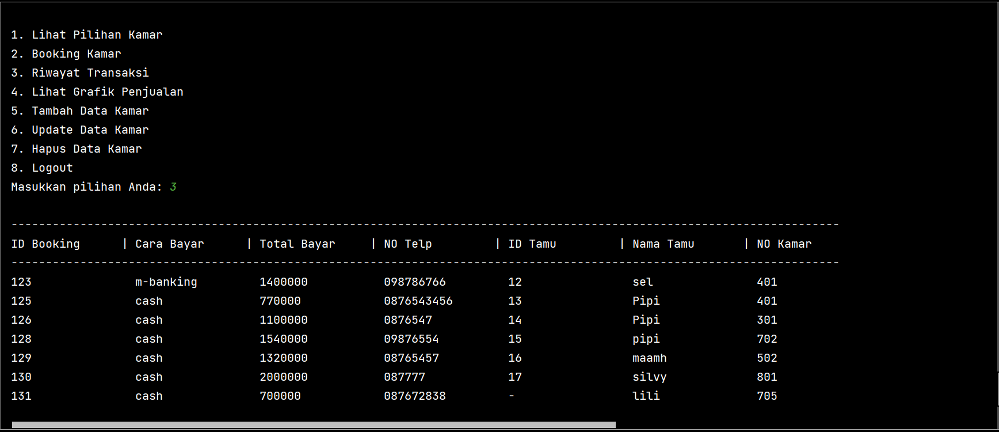 1. Lihat Pilihan Kamar
2. Booking Kamar
3. Riwayat Transaksi
4. Lihat Grafik Penjualan
5. Tambah Data Kamar
6. Update Data Kamar
7. Hapus Data Kamar
8. Logout
Masukkan pilihan Anda: 3
------------------------------------------------------------------------------------------------------------------------
ID Booking | Cara Bayar | Total Bayar | NO Telp | ID Tamu | Nama Tamu | NO Kamar
------------------------------------------------------------------------------------------------------------------------
123 m-banking 1400000 098786766 12 sel 401
125 cash 770000 0876543456 13 Pipi 401
126 cash 1100000 0876547 14 Pipi 301
128 cash 1540000 09876554 15 pipi 702
129 cash 1320000 08765457 16 maamh 502
130 cash 2000000 087777 17 silvy 801
131 cash 700000 087672838 - lili 705